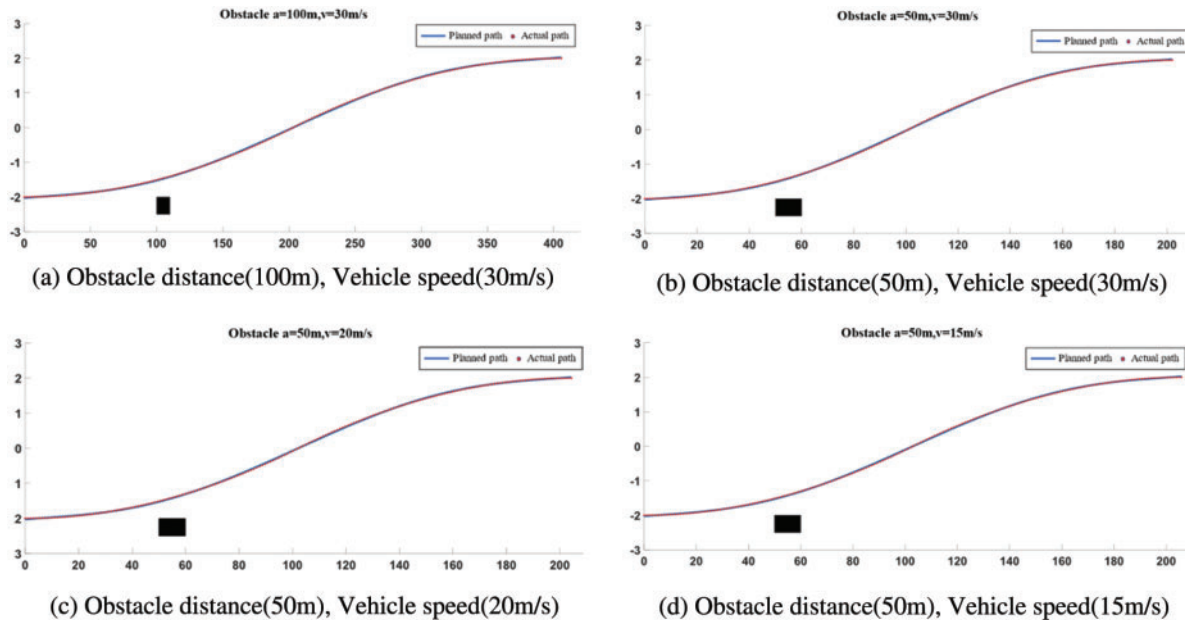 Obstacle a=100m,v=30m/s
Planned path Actual path
3
2
1
0
-1
-2
-3
0 50 100 150 200 250 300 350 400
(a) Obstacle distance(100m), Vehicle speed(30m/s)
Obstacle a=50m,v=30m/s
Planned path Actual path
3
2
1
0
-1
-2
-3
0 20 40 60 80 100 120 140 160 180 200
(b) Obstacle distance(50m), Vehicle speed(30m/s)
Obstacle a=50m,v=20m/s
Planned path Actual path
3
2
1
0
1
2
3
0 20 40 60 80 100 120 140 160 180 200
(c) Obstacle distance(50m), Vehicle speed(20m/s)
Obstacle a=50m,v=15m/s
Planned path Actual path
3
2
1
0
-1
-2
-3
0 20 40 60 80 100 120 140 160 180 200
(d) Obstacle distance(50m), Vehicle speed(15m/s)